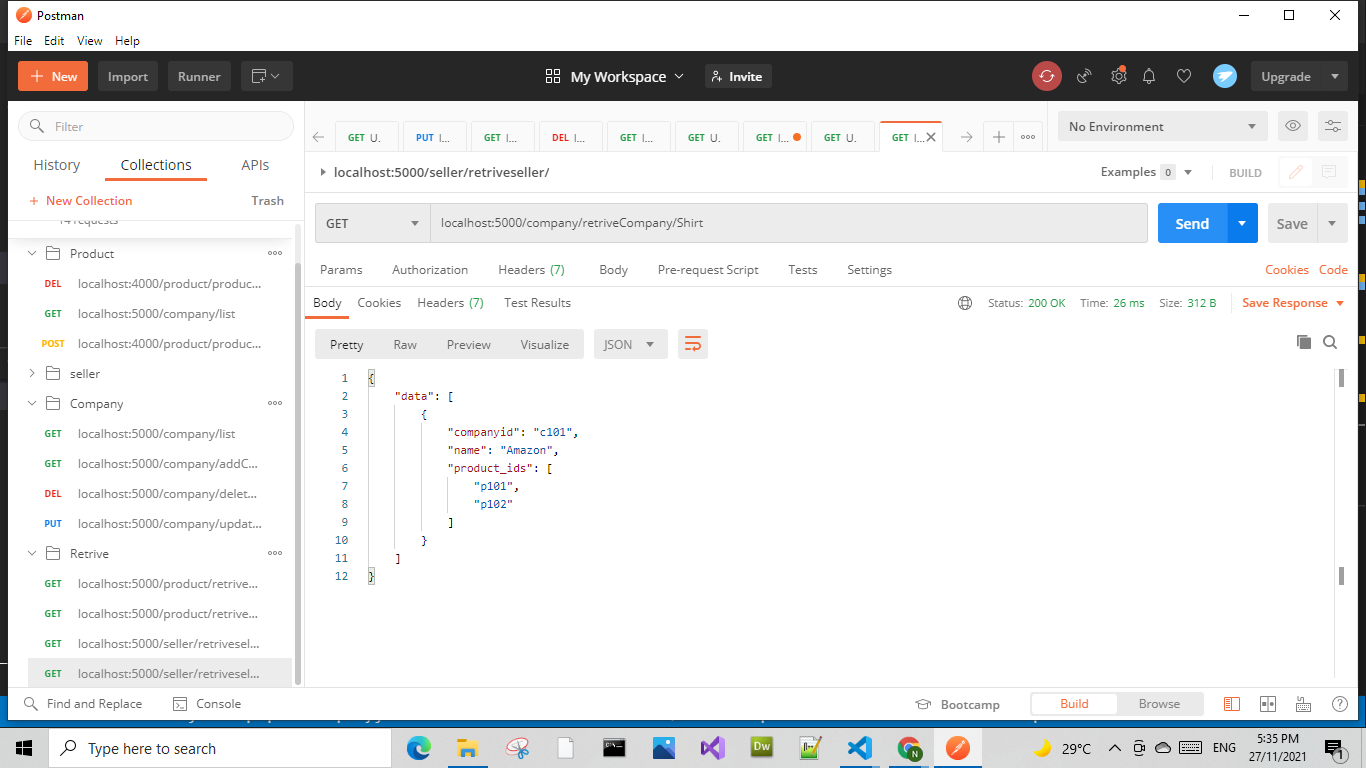 Postman
File Edit View Help
New Import Runner My Workspace Invite Upgrade
Filter
History Collections APIs
+ New Collection Trash
14 requests
Product
DEL localhost:4000/product/produc...
GET localhost:5000/company/list
POST localhost:4000/product/produc...
seller
Company
GET localhost:5000/company/list
GET localhost:5000/company/addC...
DEL localhost:5000/company/delet...
PUT localhost:5000/company/updat...
Retrive
GET localhost:5000/product/retrive...
GET localhost:5000/product/retrive...
GET localhost:5000/seller/retrivesel...
GET localhost:5000/seller/retrivesel...
GET U. PUT I... GET I... DEL I... GET I... GET U. GET I... GET U. GET I...
No Environment
localhost:5000/seller/retriveseller/ Examples 0 BUILD
GET localhost:5000/company/retriveCompany/Shirt Send Save
Params Authorization Headers (7) Body Pre-request Script Tests Settings Cookies Code
Body Cookies Headers (7) Test Results Status: 200 OK Time: 26 ms Size: 312 B Save Response
Pretty Raw Preview Visualize JSON
1 {
2 "data": [
3 {
4 "companyid": "c101",
5 "name": "Amazon",
6 "product_ids": [
7 "p101",
8 "p102"
9 ]
10 }
11 ]
12 }
Find and Replace Console Bootcamp Build Browse ?
Type here to search Dw N 29°C ENG 5:35 PM
27/11/2021 1